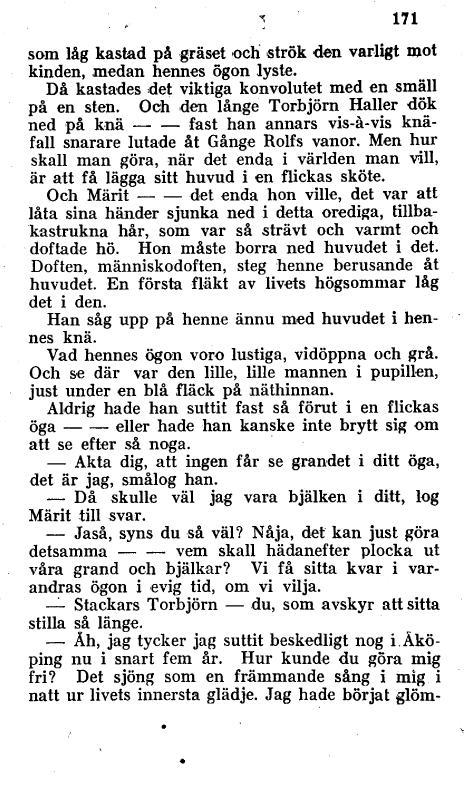 171
som låg kastad på gräset och strök den varligt mot
kinden, medan hennes ögon lyste.
Då kastades det viktiga konvolutet med en smäll
på en sten. Och den långe Torbjörn Haller dök
ned på knä — — fast han annars vis-à-vis knä-
fall snarare lutade åt Gånge Rolfs vanor. Men hur
skall man göra, när det enda i världen man vill,
är att få lägga sitt huvud i en flickas sköte.
Och Märit — — det enda hon ville, det var att
låta sina händer sjunka ned i detta orediga, tillba-
kastrukna hår, som var så strävt och varmt och
doftade hö. Hon måste borra ned huvudet i det.
Doften, människodoften, steg henne berusande åt
huvudet. En första fläkt av livets högsommar låg
det i den.
Han såg upp på henne ännu med huvudet i hen-
nes knä.
Vad hennes ögon voro lustiga, vidöppna och grå.
Och se där var den lille, lille mannen i pupillen,
just under en blå fläck på näthinnan.
Aldrig hade han suttit fast så förut i en flickas
öga — — eller hade han kanske inte brytt sig om
att se efter så noga.
— Akta dig, att ingen får se grandet i ditt öga,
det är jag, smålog han.
— Då skulle väl jag vara bjälken i ditt, log
Märit till svar.
— Jaså, syns du så väl? Nåja, det kan just göra
detsamma — — vem skall hädanefter plocka ut
våra grand och bjälkar? Vi få sitta kvar i var-
andras ögon i evig tid, om vi vilja.
— Stackars Torbjörn — du, som avskyr att sitta
stilla så länge.
— Åh, jag tycker jag suttit beskedligt nog i Åkö-
ping nu i snart fem år. Hur kunde du göra mig
fri? Det sjöng som en främmande sång i mig i
natt ur livets innersta glädje. Jag hade börjat glöm-